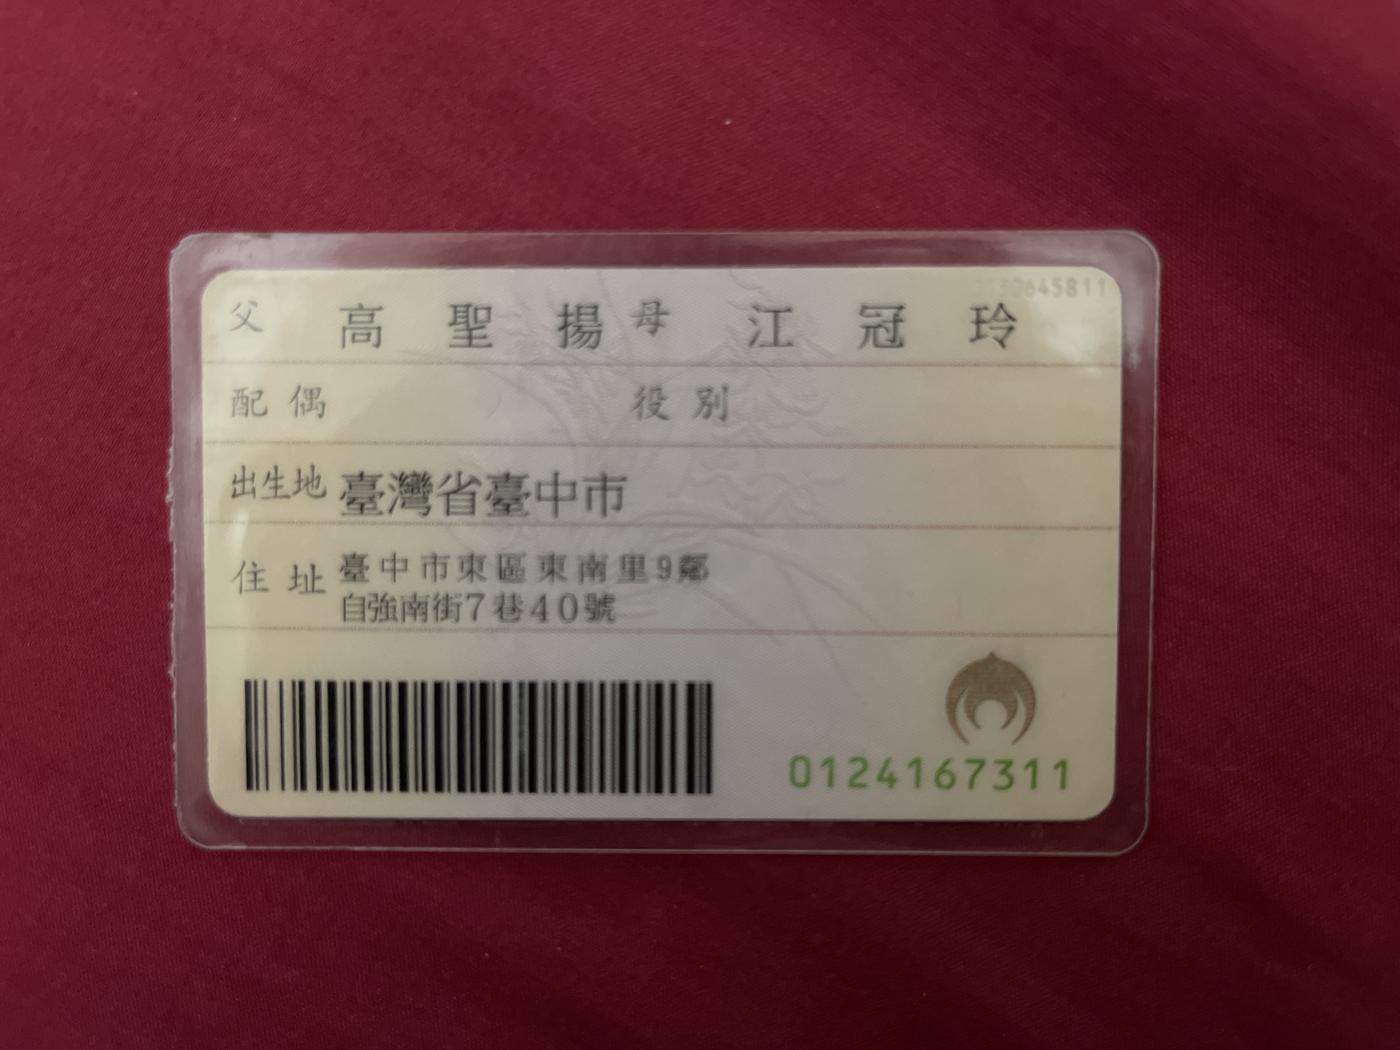 父 高聖揚 母 江冠玲
配偶 役別
出生地 臺灣省臺中市
住址 臺中市東區東南里9鄰
自強南街7巷40號
0124167311